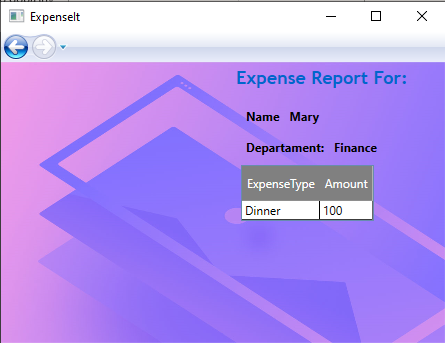 ExpenseIt
Expense Report For:
Name Mary
Departament: Finance
ExpenseType Amount
Dinner 100